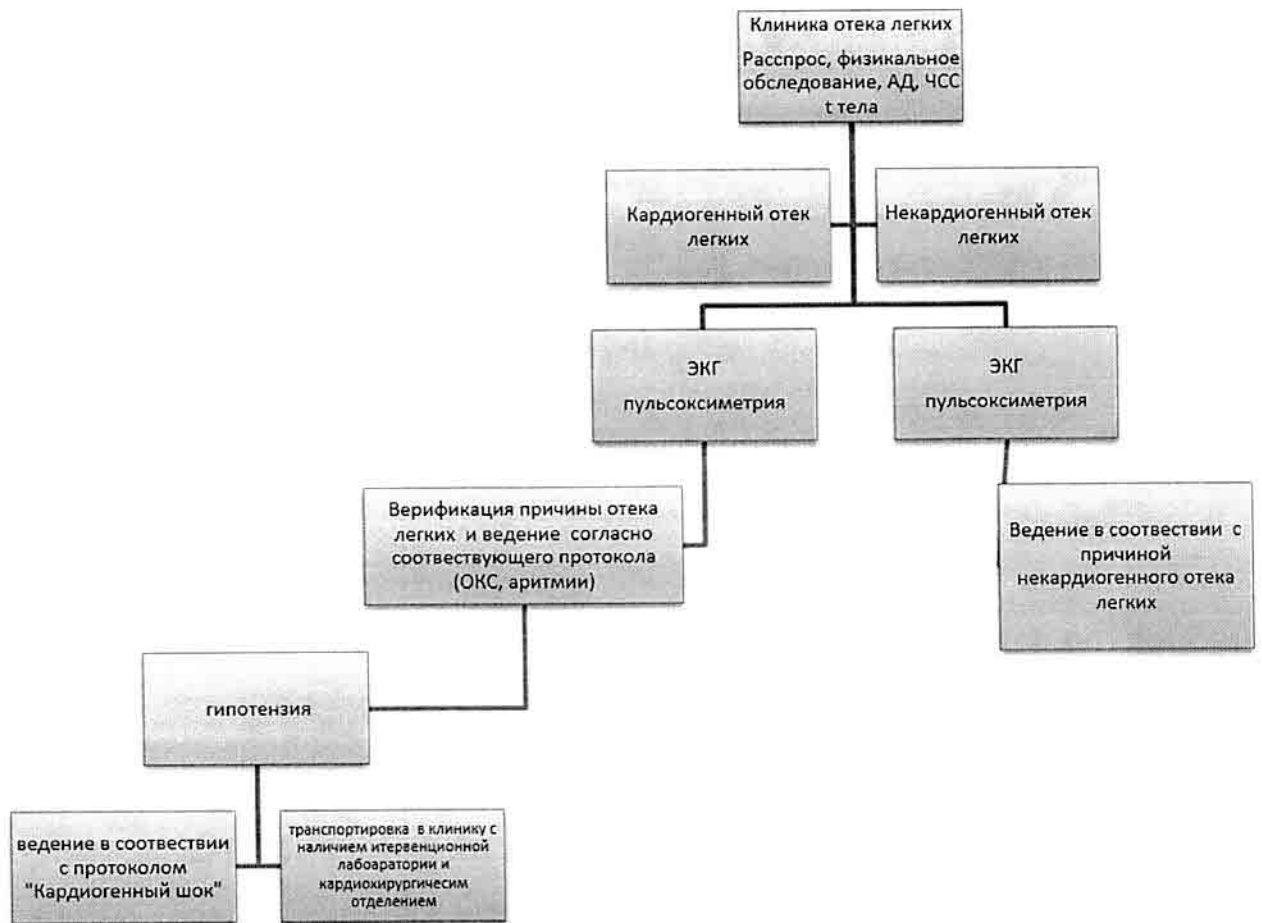 Клиника отека легких
Расспрос, физикальное
обследование, АД, ЧСС
t тела
Кардиогенный отек
легких
Некардиогенный отек
легких
ЭКГ
пульсоксиметрия
ЭКГ
пульсоксиметрия
Верификация причины отека
легких и ведение согласно
соотвествующего протокола
(ОКС, аритмии)
Ведение в соотвествии с
причиной
некардиогенного отека
легких
гипотензия
ведение в соотвествии
с протоколом
"Кардиогенный шок"
транспортировка в клинику с
наличием итервенционной
лабоаратории и
кардиохирургичесим
отделением